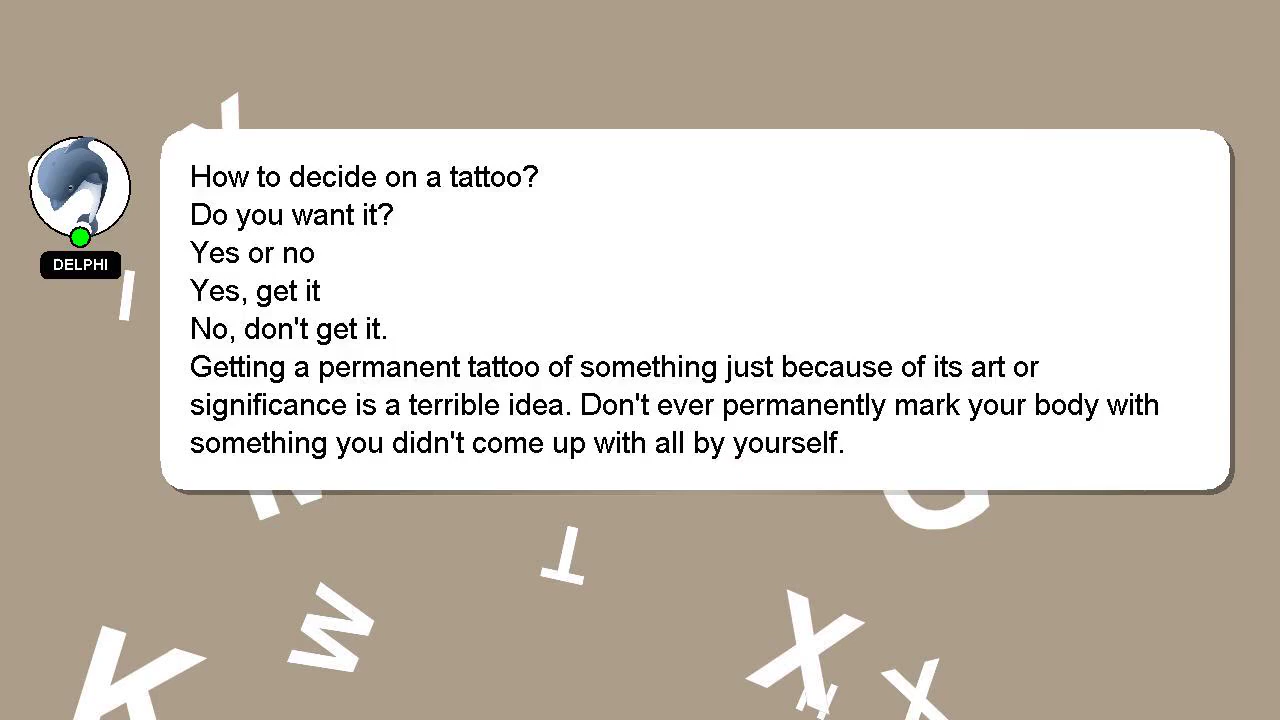 How to decide on a tattoo?
Do you want it?
Yes or no
Yes, get it
No, don't get it.
Getting a permanent tattoo of something just because of its art or
significance is a terrible idea. Don't ever permanently mark your body with
something you didn't come up with all by yourself.
DELPHI
I
G
T
W
K
X
X